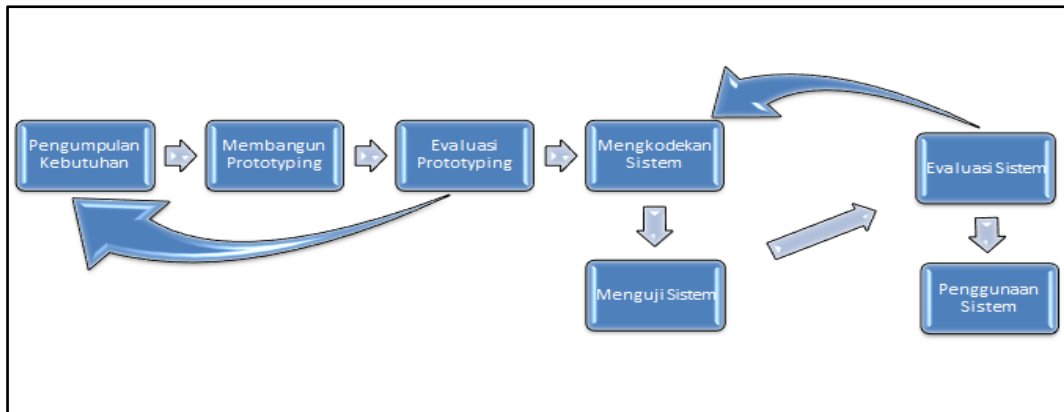 Pengumpulan
Kebutuhan
Membangun
Prototyping
Evaluasi
Prototyping
Mengkodekan
Sistem
Menguji Sistem
Evaluasi Sistem
Penggunaan
Sistem